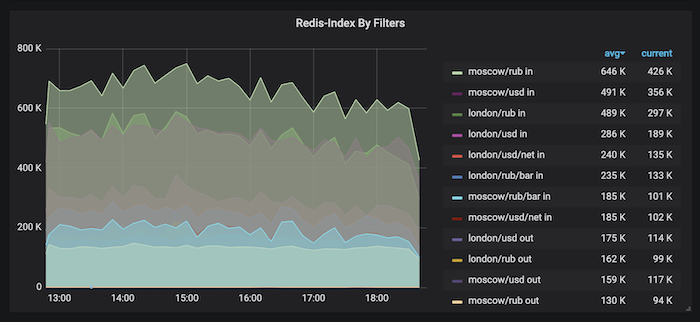 Redis-Index By Filters
avg current
800 K
600 K
400 K
200 K
0
13:00 14:00 15:00 16:00 17:00 18:00
moscow/rub in 646 K 426 K
moscow/usd in 491 K 356 K
london/rub in 489 K 297 K
london/usd in 286 K 189 K
london/usd/net in 240 K 135 K
london/rub/bar in 235 K 133 K
moscow/rub/bar in 185 K 101 K
moscow/usd/net in 185 K 102 K
london/usd out 175 K 114 K
london/rub out 162 K 99 K
moscow/usd out 159 K 117 K
moscow/rub out 130 K 94 K